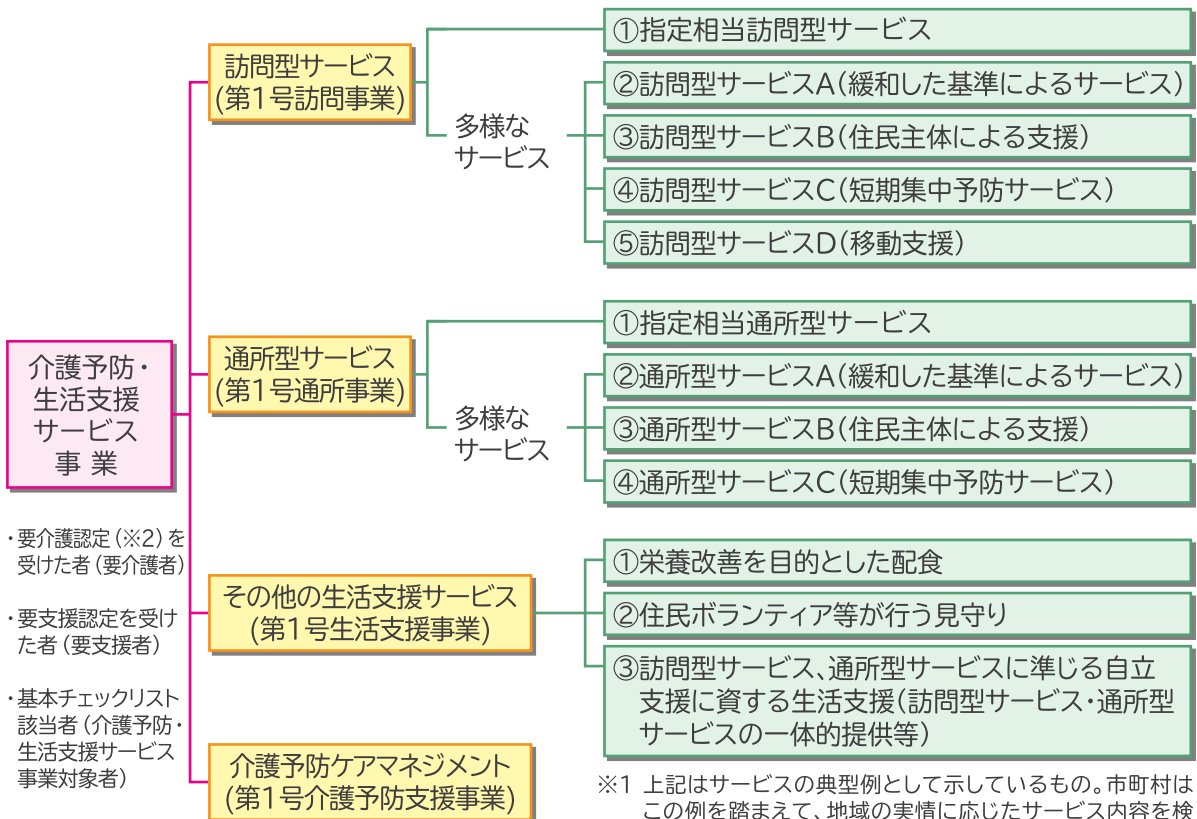 介護予防・
生活支援
サービス
事 業
・要介護認定(※2)を
受けた者(要介護者)
・要支援認定を受け
た者(要支援者)
・基本チェックリスト
該当者(介護予防・
生活支援サービス
事業対象者)
訪問型サービス
(第1号訪問事業)
多様な
サービス
①指定相当訪問型サービス
②訪問型サービスA(緩和した基準によるサービス)
③訪問型サービスB(住民主体による支援)
④訪問型サービスC(短期集中予防サービス)
⑤訪問型サービスD(移動支援)
通所型サービス
(第1号通所事業)
多様な
サービス
①指定相当通所型サービス
②通所型サービスA(緩和した基準によるサービス)
③通所型サービスB(住民主体による支援)
④通所型サービスC(短期集中予防サービス)
その他の生活支援サービス
(第1号生活支援事業)
①栄養改善を目的とした配食
②住民ボランティア等が行う見守り
③訪問型サービス、通所型サービスに準じる自立
支援に資する生活支援(訪問型サービス・通所型
サービスの一体的提供等)
介護予防ケアマネジメント
(第1号介護予防支援事業)
※1 上記はサービスの典型例として示しているもの。市町村は
この例を踏まえて、地域の実情に応じたサービス内容を検